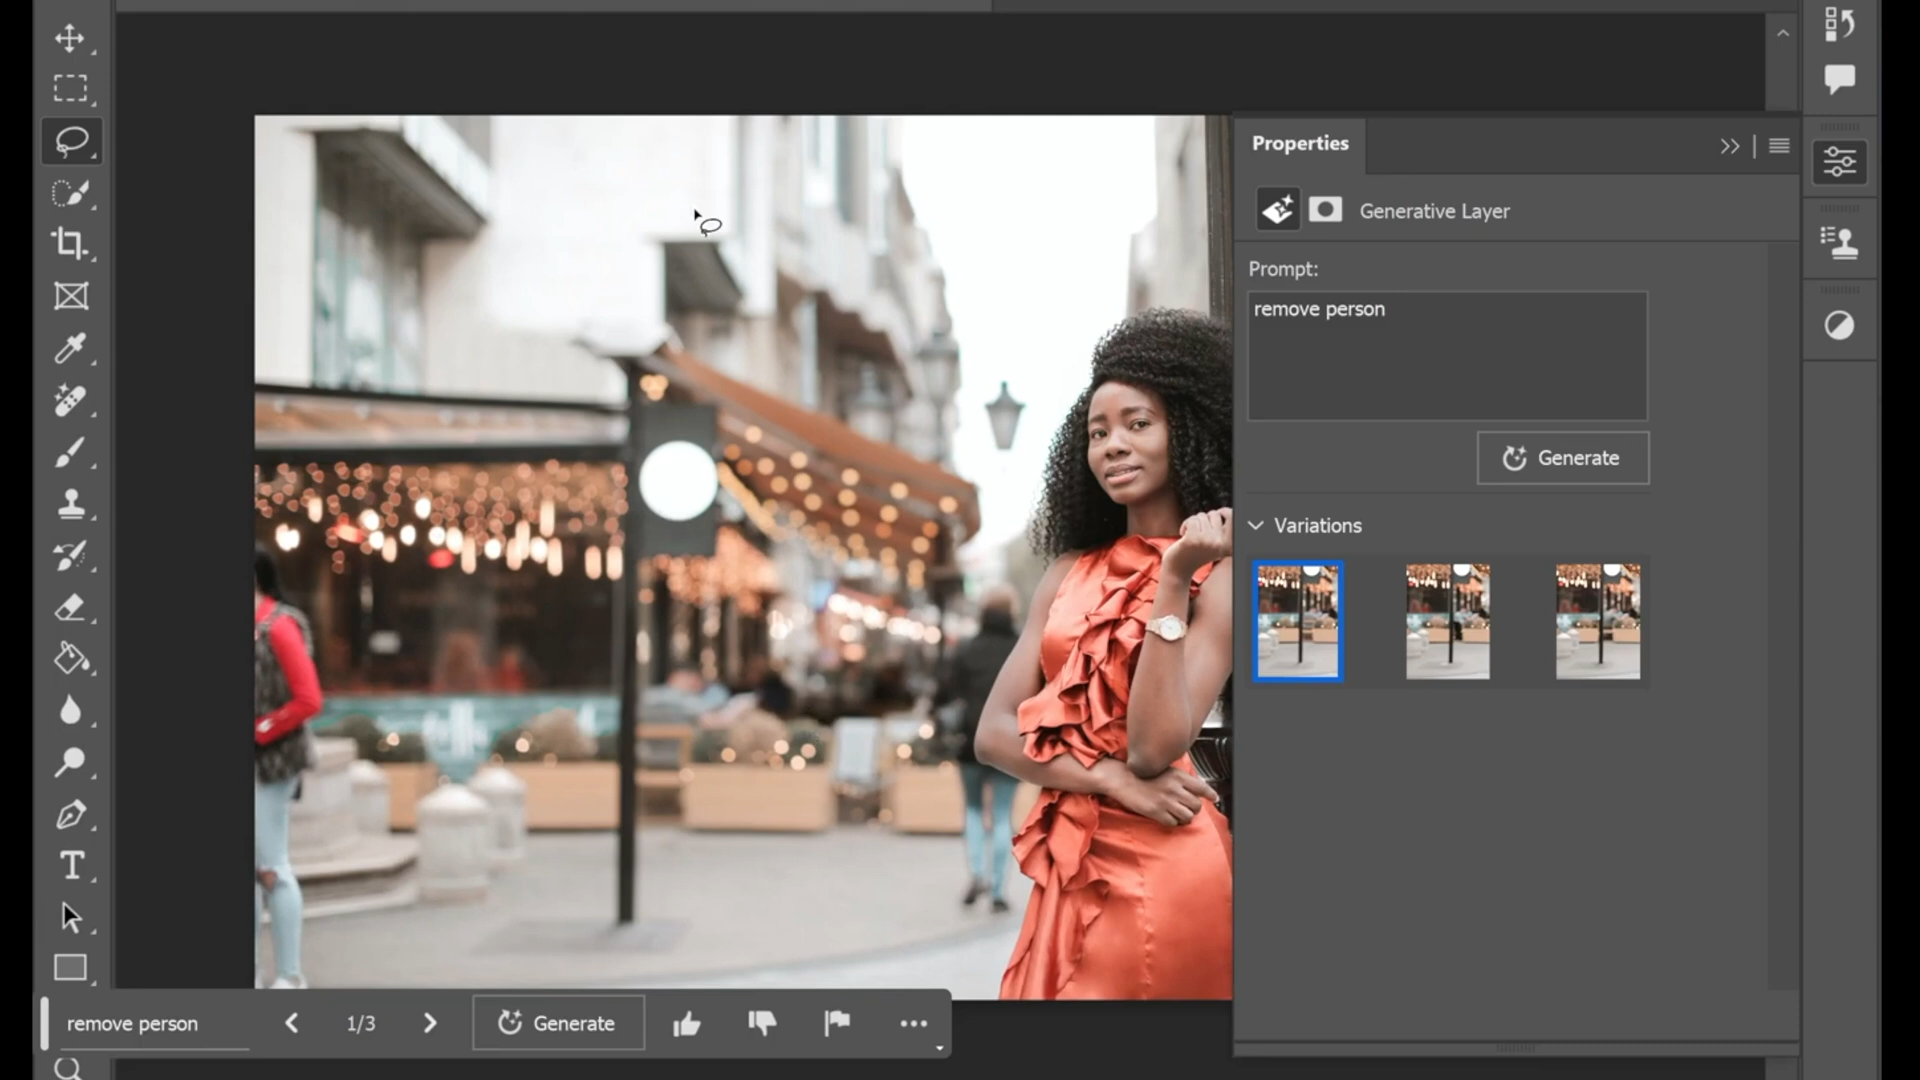 Properties
Generative Layer
Prompt:
remove person
Generate
Variations
T
remove person
1/3
Generate